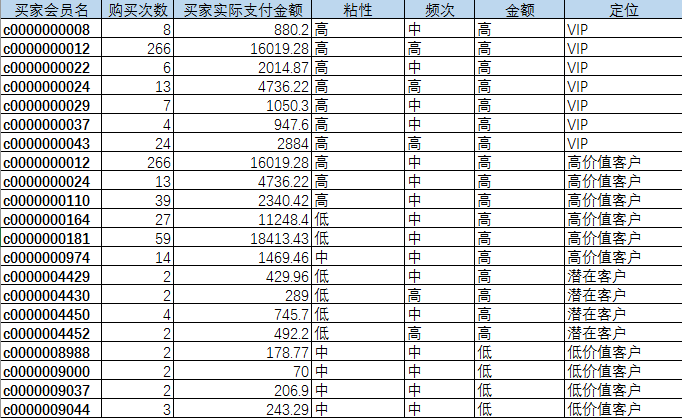 买家会员名 购买次数 买家实际支付金额 粘性 频次 金额 定位
c0000000008 8 880.2 高 中 高 VIP
c0000000012 266 16019.28 高 高 高 VIP
c0000000022 6 2014.87 高 中 高 VIP
c0000000024 13 4736.22 高 高 高 VIP
c0000000029 7 1050.3 高 中 高 VIP
c0000000037 4 947.6 高 中 高 VIP
c0000000043 24 2884 高 高 高 VIP
c0000000012 266 16019.28 高 中 高 高价值客户
c0000000024 13 4736.22 高 中 高 高价值客户
c0000000110 39 2340.42 高 中 高 高价值客户
c0000000164 27 11248.4 低 中 高 高价值客户
c0000000181 59 18413.43 低 中 高 高价值客户
c0000000974 14 1469.46 中 中 高 高价值客户
c0000004429 2 429.96 低 中 高 潜在客户
c0000004430 2 289 低 高 高 潜在客户
c0000004450 4 745.7 低 中 高 潜在客户
c0000004452 2 492.2 低 高 高 潜在客户
c0000008988 2 178.77 中 中 低 低价值客户
c0000009000 2 70 中 中 低 低价值客户
c0000009037 2 206.9 中 中 低 低价值客户
c0000009044 3 243.29 中 中 低 低价值客户